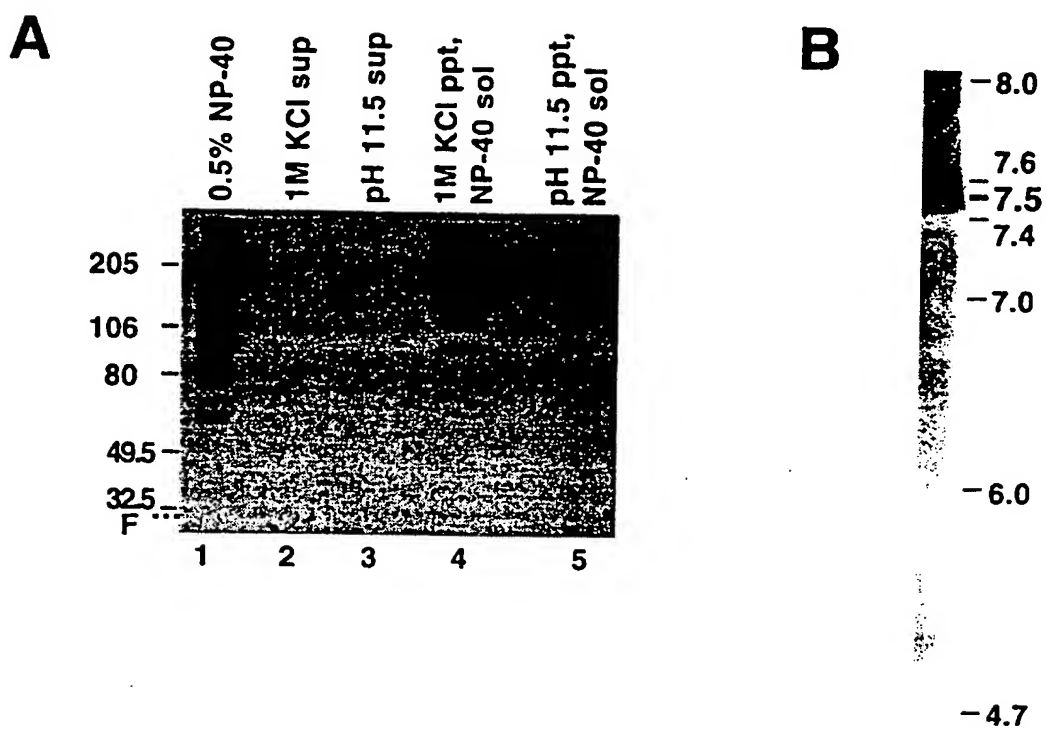 A
0.5% NP-40
1M KCl sup
pH 11.5 sup
1M KCl ppt,
NP-40 sol
pH 11.5 ppt,
NP-40 sol
205
106
80
49.5
32.5
F
1 2 3 4 5
B
8.0
7.6
7.5
7.4
7.0
6.0
4.7